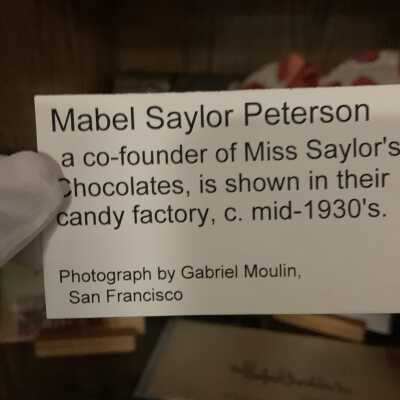 Mabel Saylor Peterson
a co-founder of Miss Saylor's
Chocolates, is shown in their
candy factory, c. mid-1930's.
Photograph by Gabriel Moulin,
San Francisco